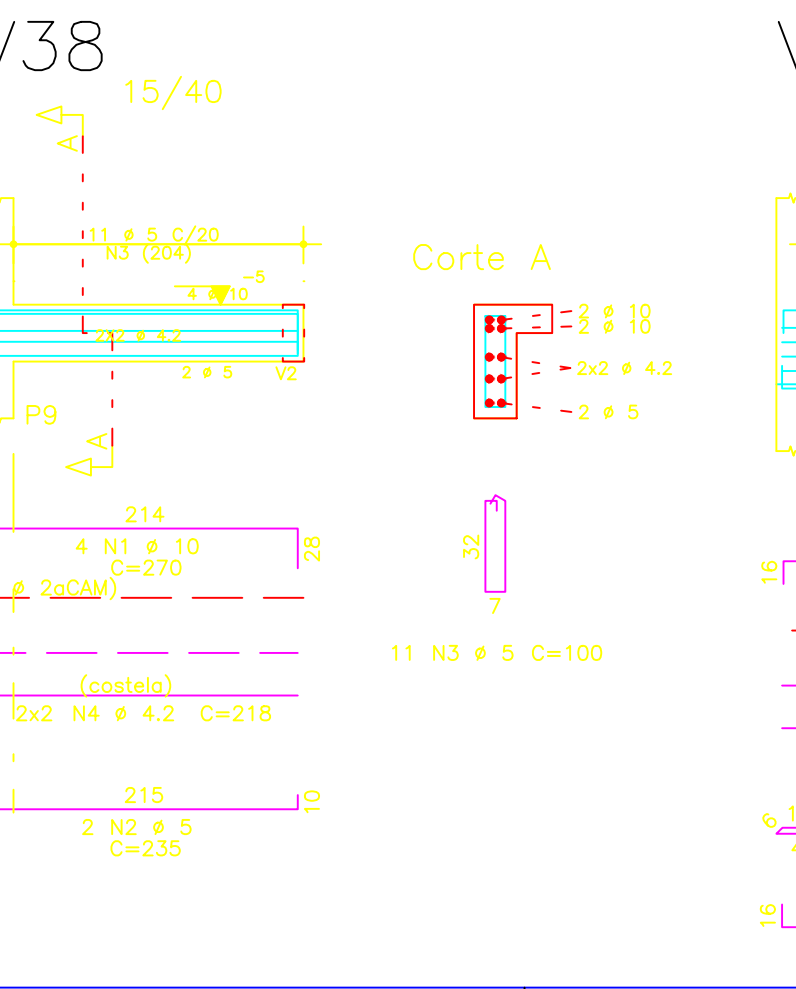 /38
15/40
A
11 ø 5 C/20
N3 (204)
-5
4 ø 10
2x2 ø 4.2
2 ø 5
V2
P9
A
Corte A
2 ø 10
2 ø 10
2x2 ø 4.2
2 ø 5
214
4 N1 ø 10
C=270
28
ø 2aCAM)
(costela)
2x2 N4 ø 4.2 C=218
215
10
2 N2 ø 5
C=235
32
7
11 N3 ø 5 C=100
16
6
16